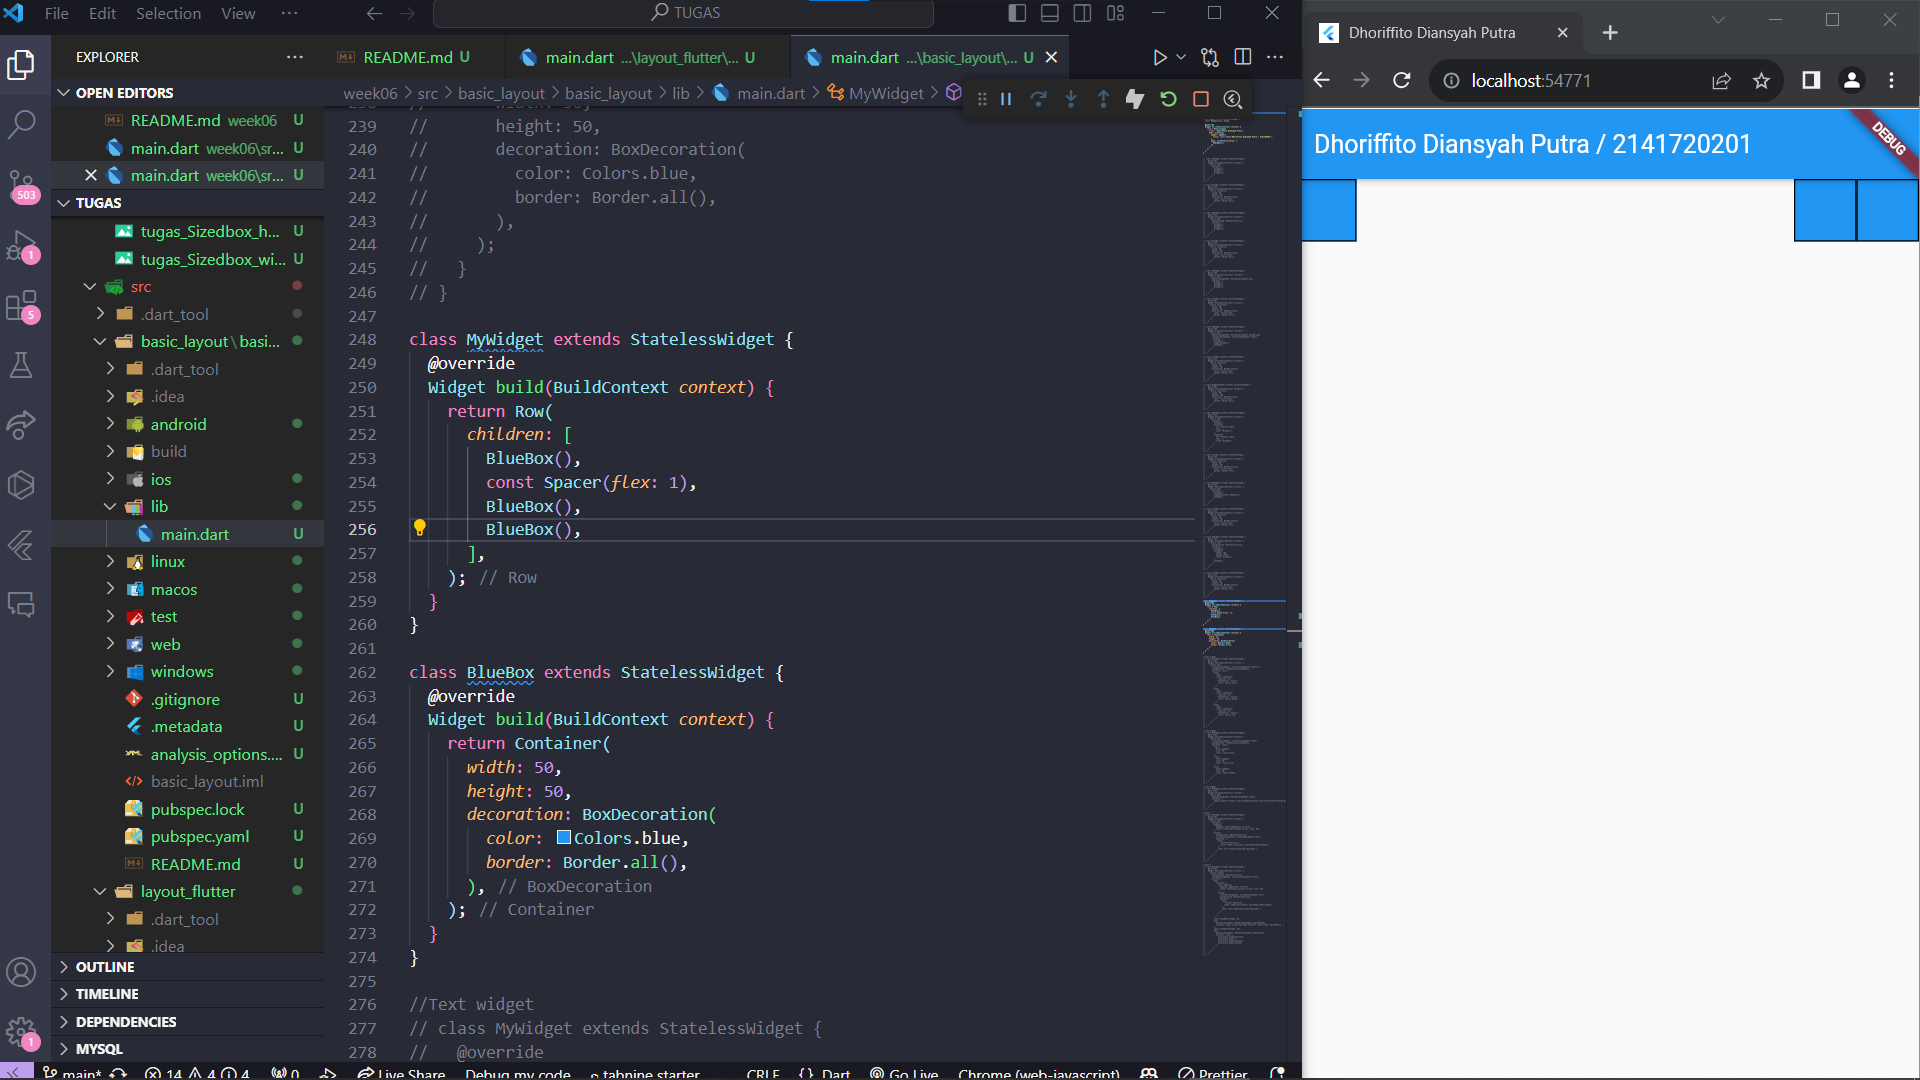 File Edit Selection View ··· TUGAS
EXPLORER ···
OPEN EDITORS
README.md week06 U
main.dart week06\sr... U
main.dart week06\sr... U
503
TUGAS
tugas_Sizedbox_h... U
tugas_Sizedbox_wi... U
1
src
5
.dart_tool
basic_layout\basi...
.dart_tool
.idea
android
build
ios
lib
main.dart U
linux
macos
test
web
windows
.gitignore U
.metadata U
analysis_options.... U
basic_layout.iml
pubspec.lock U
pubspec.yaml U
README.md U
layout_flutter
.dart_tool
.idea
OUTLINE
TIMELINE
DEPENDENCIES
1
MYSQL
README.md U main.dart ...\layout_flutter\... U main.dart ...\basic_layout\... U
week06 > src > basic_layout > basic_layout > lib > main.dart > MyWidget >
238 // width: 50,
239 // height: 50,
240 // decoration: BoxDecoration(
241 // color: Colors.blue,
242 // border: Border.all(),
243 // ),
244 // );
245 // }
246 // }
247
248 class MyWidget extends StatelessWidget {
249 @override
250 Widget build(BuildContext context) {
251 return Row(
252 children: [
253 BlueBox(),
254 const Spacer(flex: 1),
255 BlueBox(),
256 BlueBox(),
257 ],
258 ); // Row
259 }
260 }
261
262 class BlueBox extends StatelessWidget {
263 @override
264 Widget build(BuildContext context) {
265 return Container(
266 width: 50,
267 height: 50,
268 decoration: BoxDecoration(
269 color: Colors.blue,
270 border: Border.all(),
271 ), // BoxDecoration
272 ); // Container
273 }
274 }
275
276 //Text widget
277 // class MyWidget extends StatelessWidget {
278 // @override
main* 14 4 4 0 Live Share Debug my code tabnine starter CRLF {} Dart Go Live Chrome (web-javascript) Prettier
Dhoriffito Diansyah Putra
localhost:54771
Dhoriffito Diansyah Putra / 2141720201
DEBUG